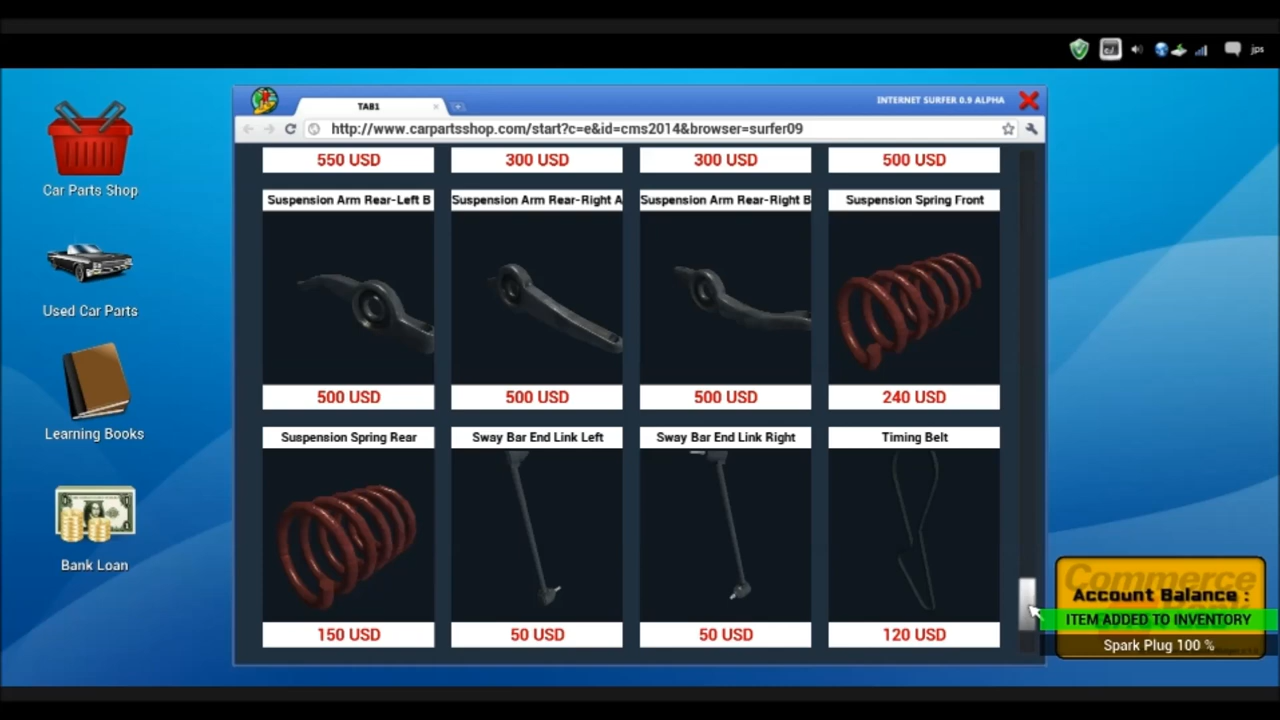 jps
TAB1
INTERNET SURFER 0.9 ALPHA
http://www.carpartsshop.com/start?c=e&id=cms2014&browser=surfer09
Car Parts Shop
Used Car Parts
Learning Books
Bank Loan
550 USD
300 USD
300 USD
500 USD
Suspension Arm Rear-Left B
Suspension Arm Rear-Right A
Suspension Arm Rear-Right B
Suspension Spring Front
500 USD
500 USD
500 USD
240 USD
Suspension Spring Rear
Sway Bar End Link Left
Sway Bar End Link Right
Timing Belt
150 USD
50 USD
50 USD
120 USD
Commerce
Account Balance :
ITEM ADDED TO INVENTORY
Spark Plug 100 %